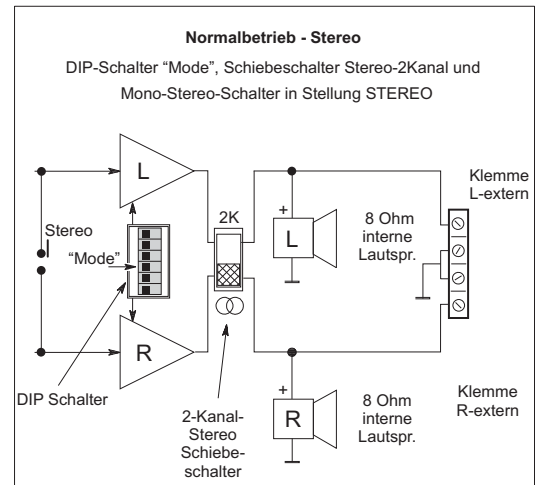 Normalbetrieb - Stereo
DIP-Schalter “Mode”, Schiebeschalter Stereo-2Kanal und
Mono-Stereo-Schalter in Stellung STEREO
L
Stereo
“Mode”
R
DIP Schalter
2K
2-Kanal-
Stereo
Schiebe-
schalter
+
L
8 Ohm
interne
Lautspr.
Klemme
L-extern
+
R
8 Ohm
interne
Lautspr.
Klemme
R-extern